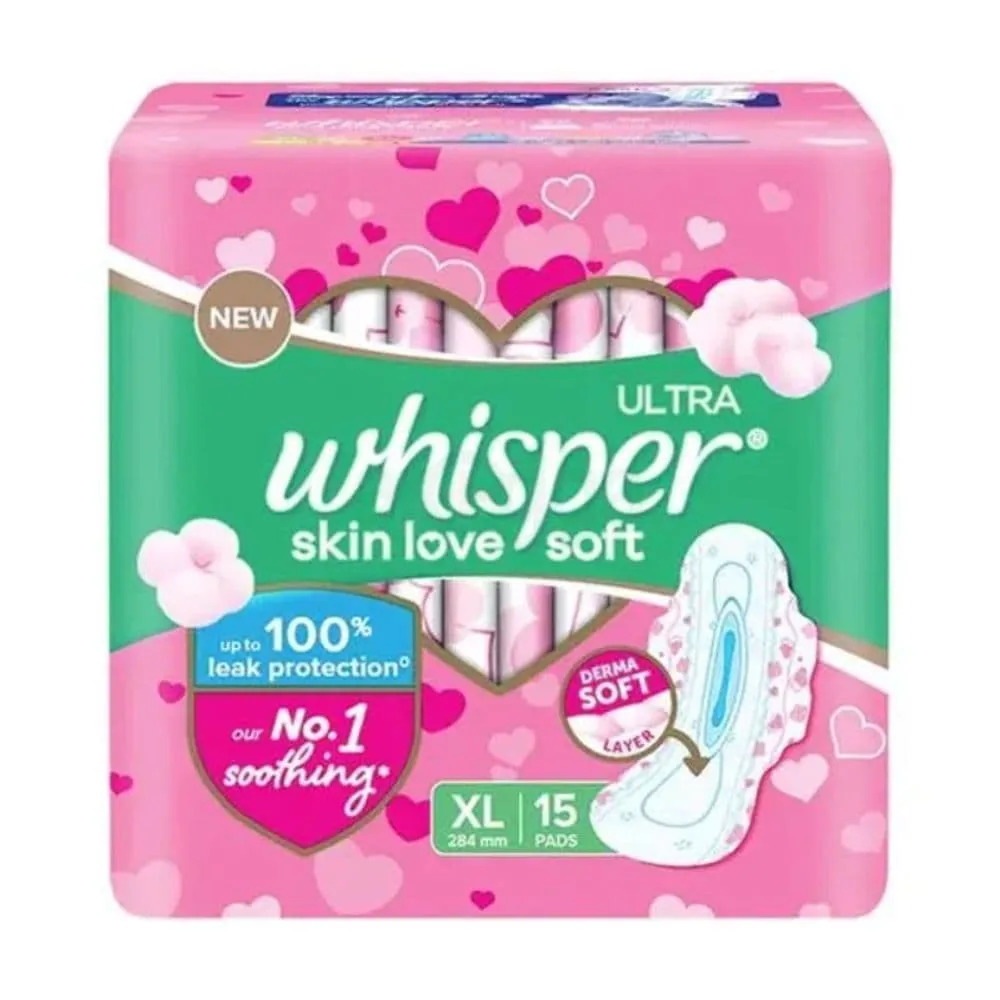 NEW
ULTRA
whisper®
skin love soft
up to 100%
leak protection°
our No.1
soothing*
DERMA
SOFT
LAYER
XL | 15
284 mm PADS